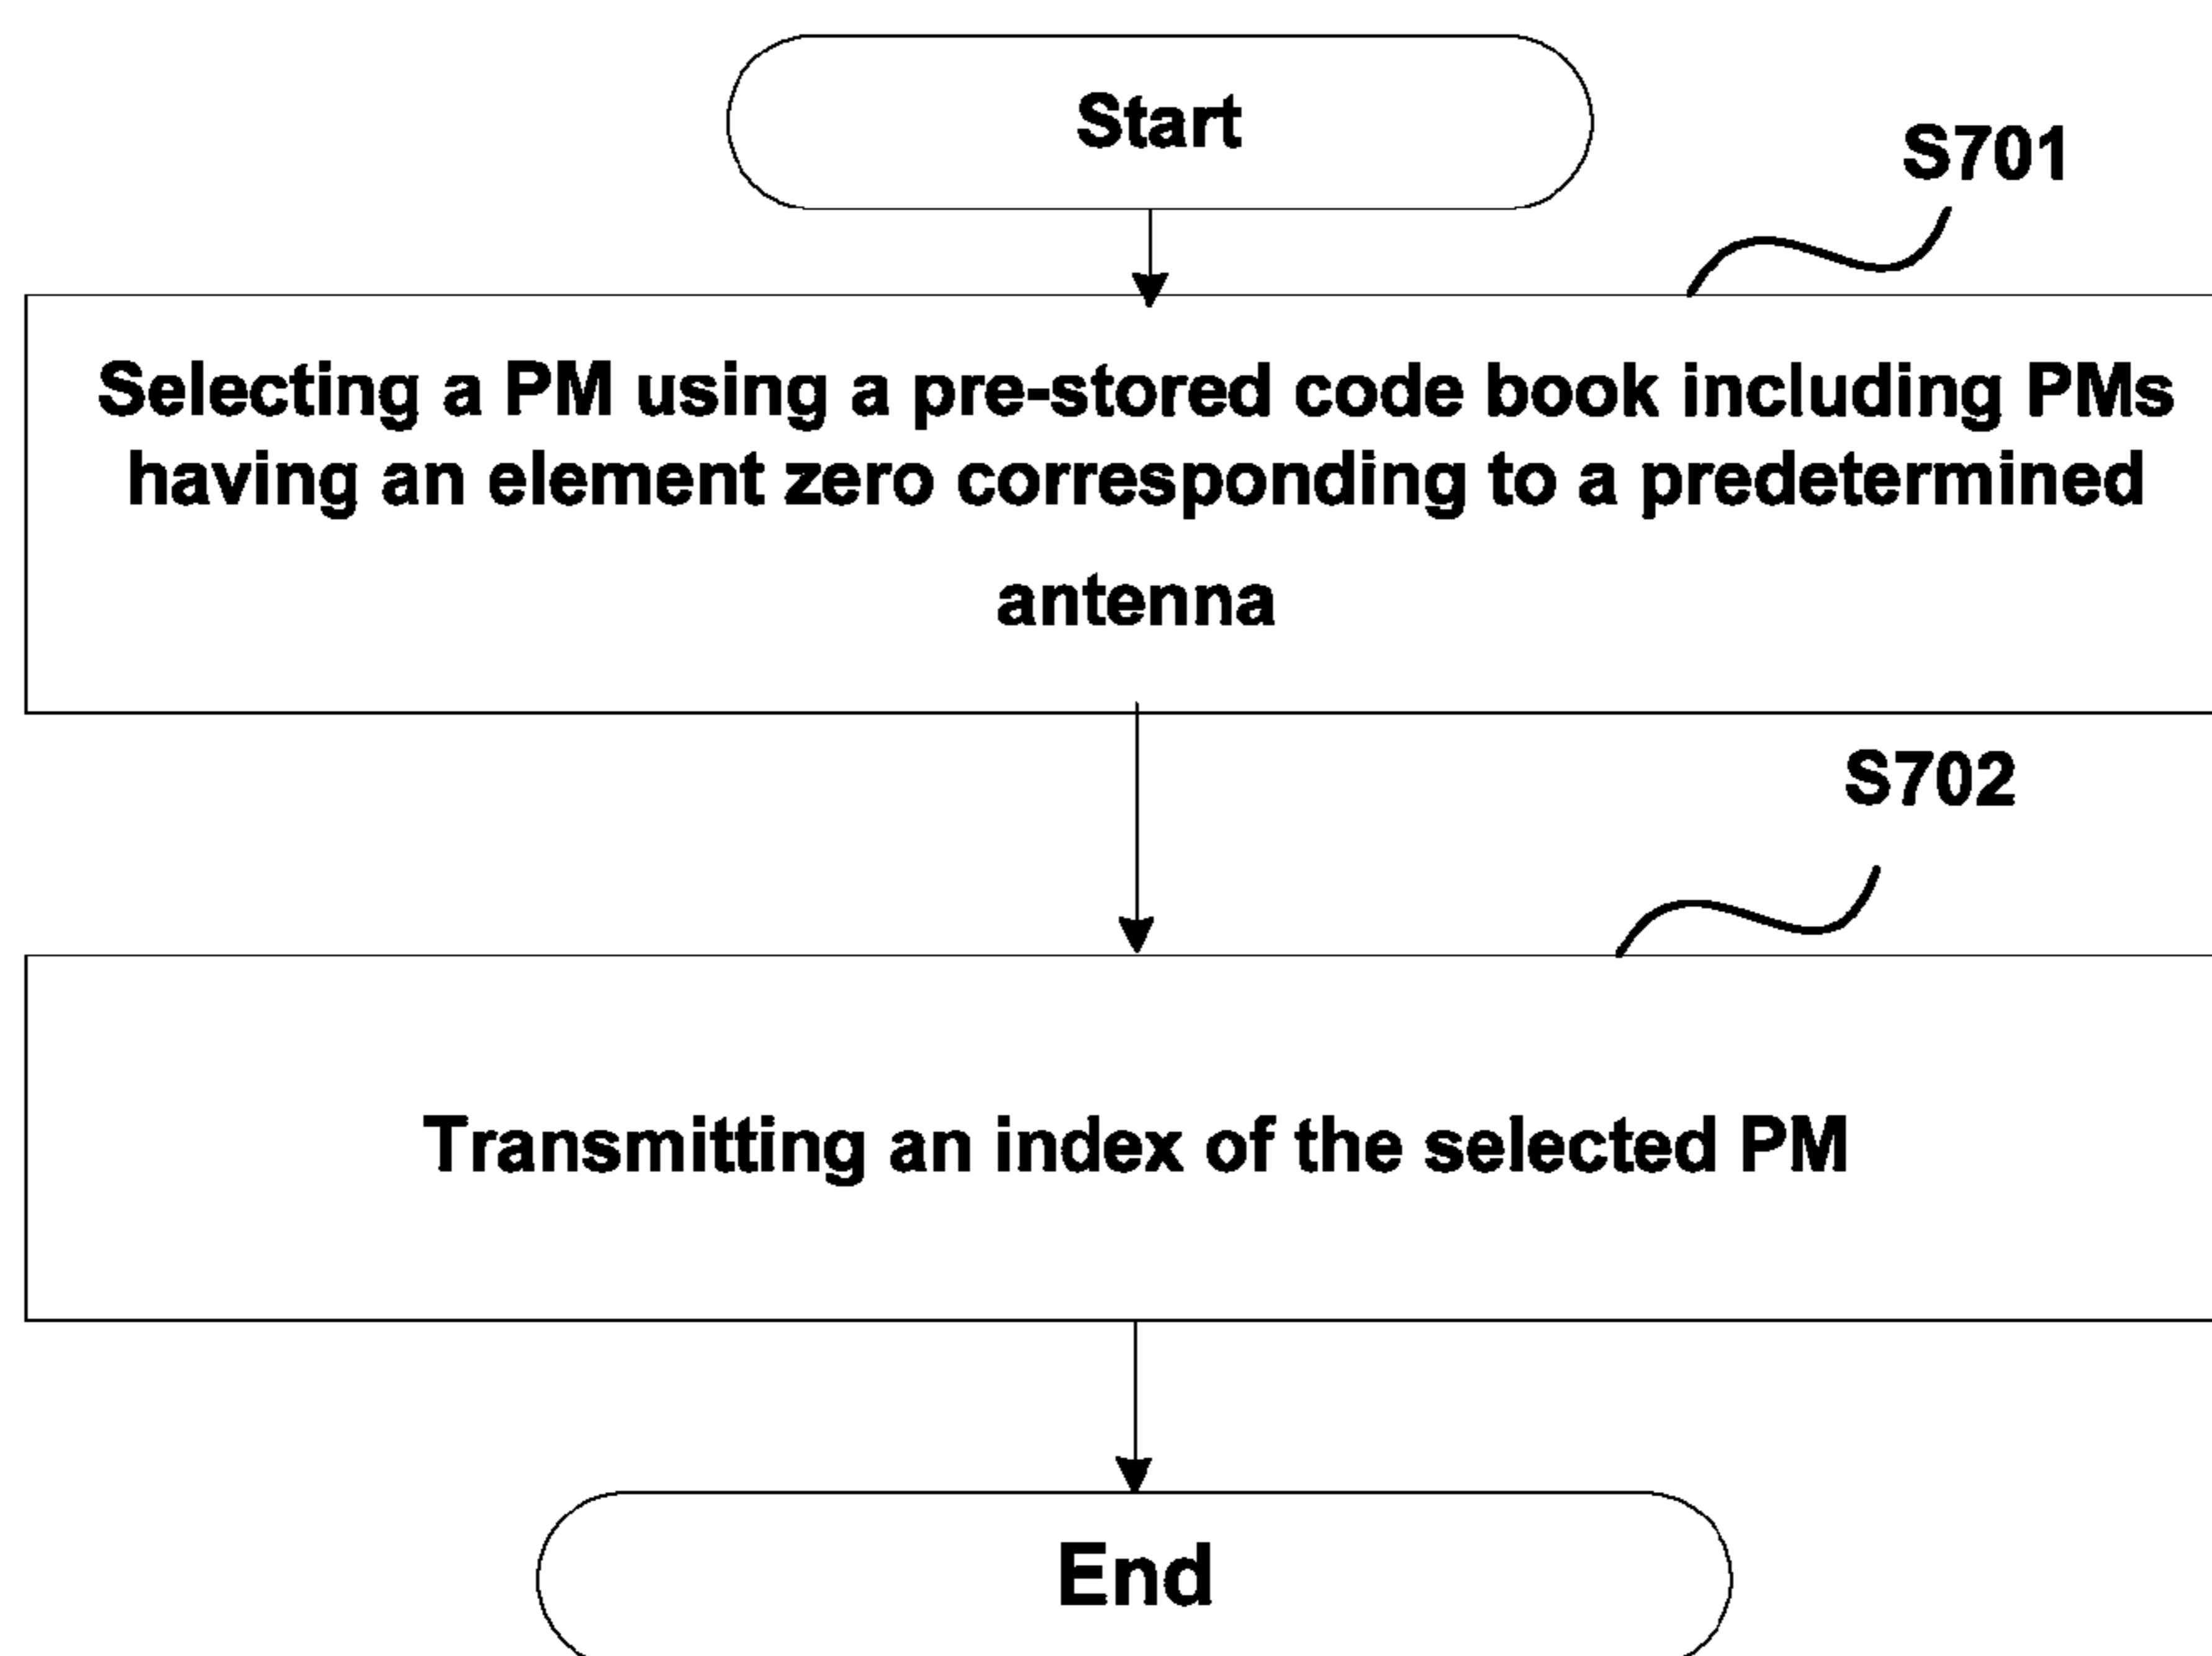 Start
S701
Selecting a PM using a pre-stored code book including PMs
having an element zero corresponding to a predetermined
antenna
S702
Transmitting an index of the selected PM
End